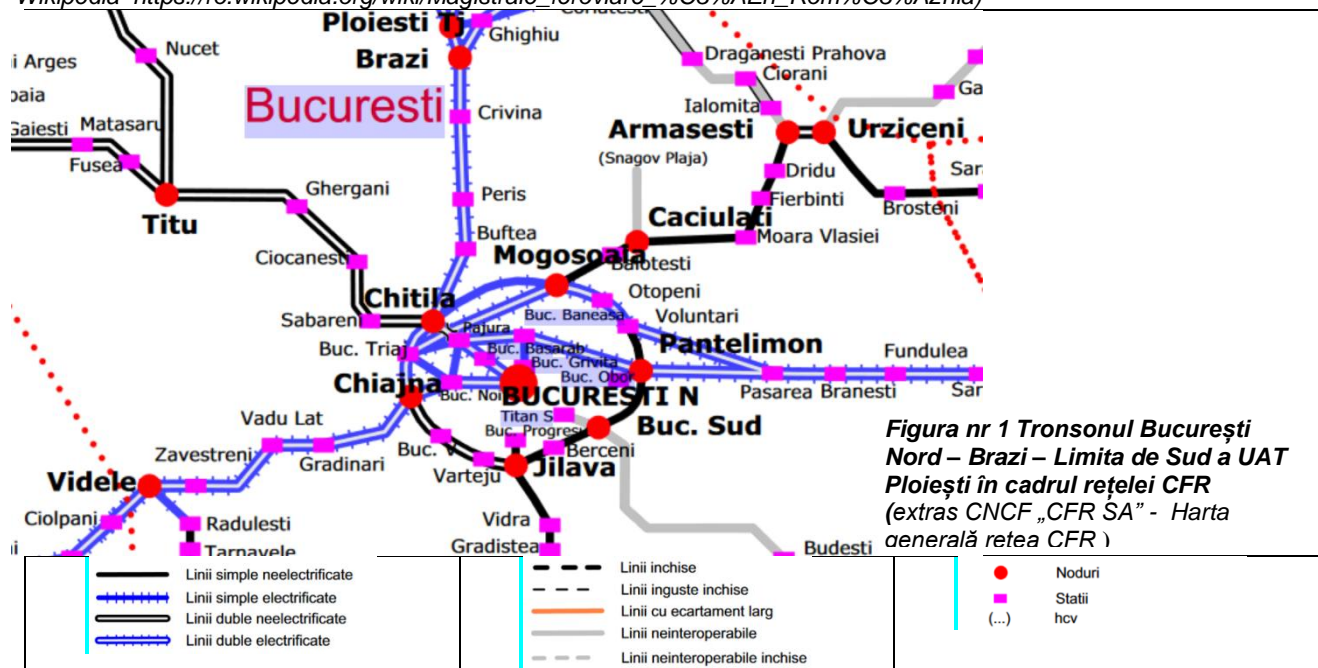 Wikipedia
Ploiesti Tj
Ghighiu
Nucet
Brazi
Draganesti Prahova
i Arges
Ciorani
Bucuresti
Crivina
Ialomita
Ga
Gaiesti
Matasaru
Armasesti
Urziceni
(Snagov Plaja)
Fusea
Dridu
Ghergani
Peris
Fierbinti
Brosteni
Titu
Caciulati
Buftea
Moara Vlasiei
Ciocanesti
Mogosoaia
Balotesti
Otopeni
Chitila
Buc. Baneasa
Voluntari
Sabareni
Pajura
Buc. Triaj
Buc. Basarab
Pantelimon
Buc. Grivita
Fundulea
Chiajna
Buc. Obor
Buc. Noi
BUCURESTI N
Pasarea
Branesti
Sar
Vadu Lat
Titan S
Buc. Sud
Buc. Progresu
Zavestreni
Gradinari
Buc. V
Berceni
Videle
Varteju
Jilava
Ciolpani
Radulesti
Vidra
Tarnavele
Gradistea
Budesti
Figura nr 1 Tronsonul București
Nord – Brazi – Limita de Sud a UAT
Ploiești în cadrul rețelei CFR
(extras CNCF „CFR SA” - Harta
generală rețea CFR )
Linii simple neelectrificate
Linii simple electrificate
Linii duble neelectrificate
Linii duble electrificate
Linii inchise
Linii inguste inchise
Linii cu ecartament larg
Linii neinteroperabile
Linii neinteroperabile inchise
Noduri
Statii
(...) hcv